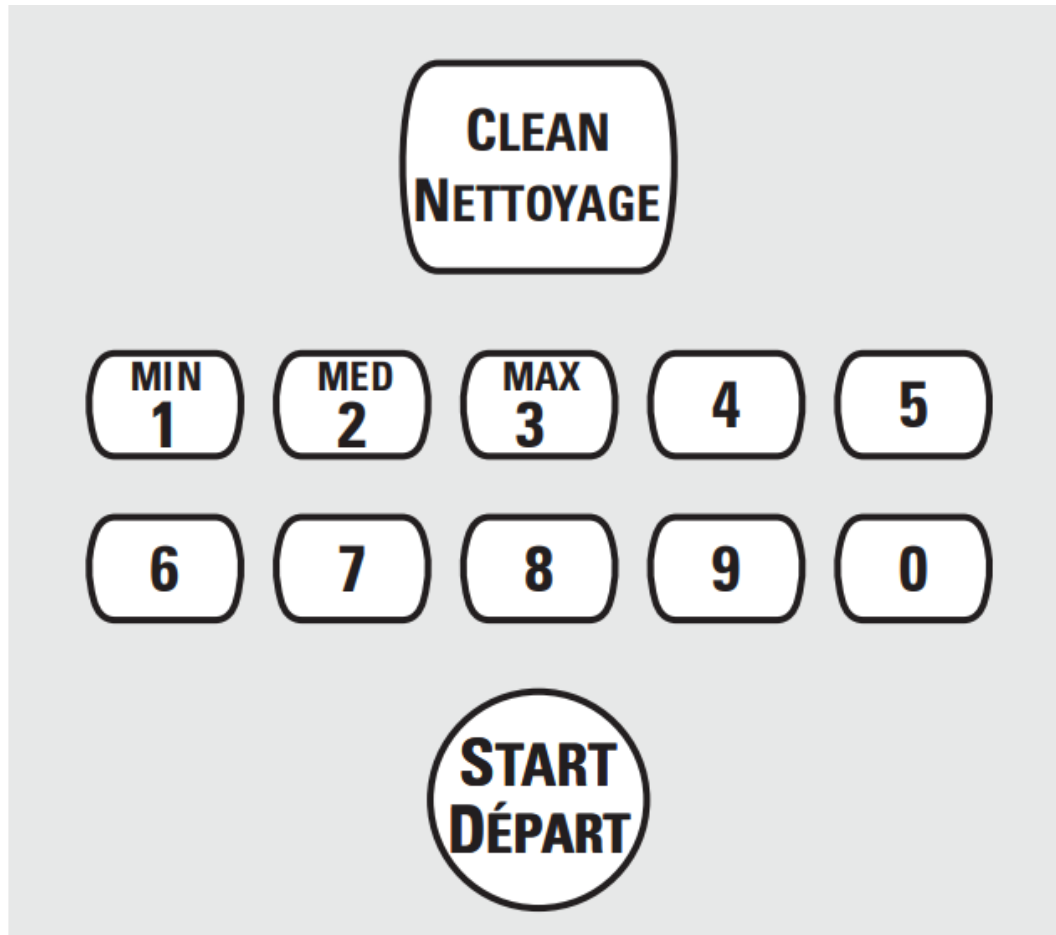 CLEAN
NETTOYAGE
MIN MED MAX
1 2 3 4 5
6 7 8 9 0
START
DÉPART